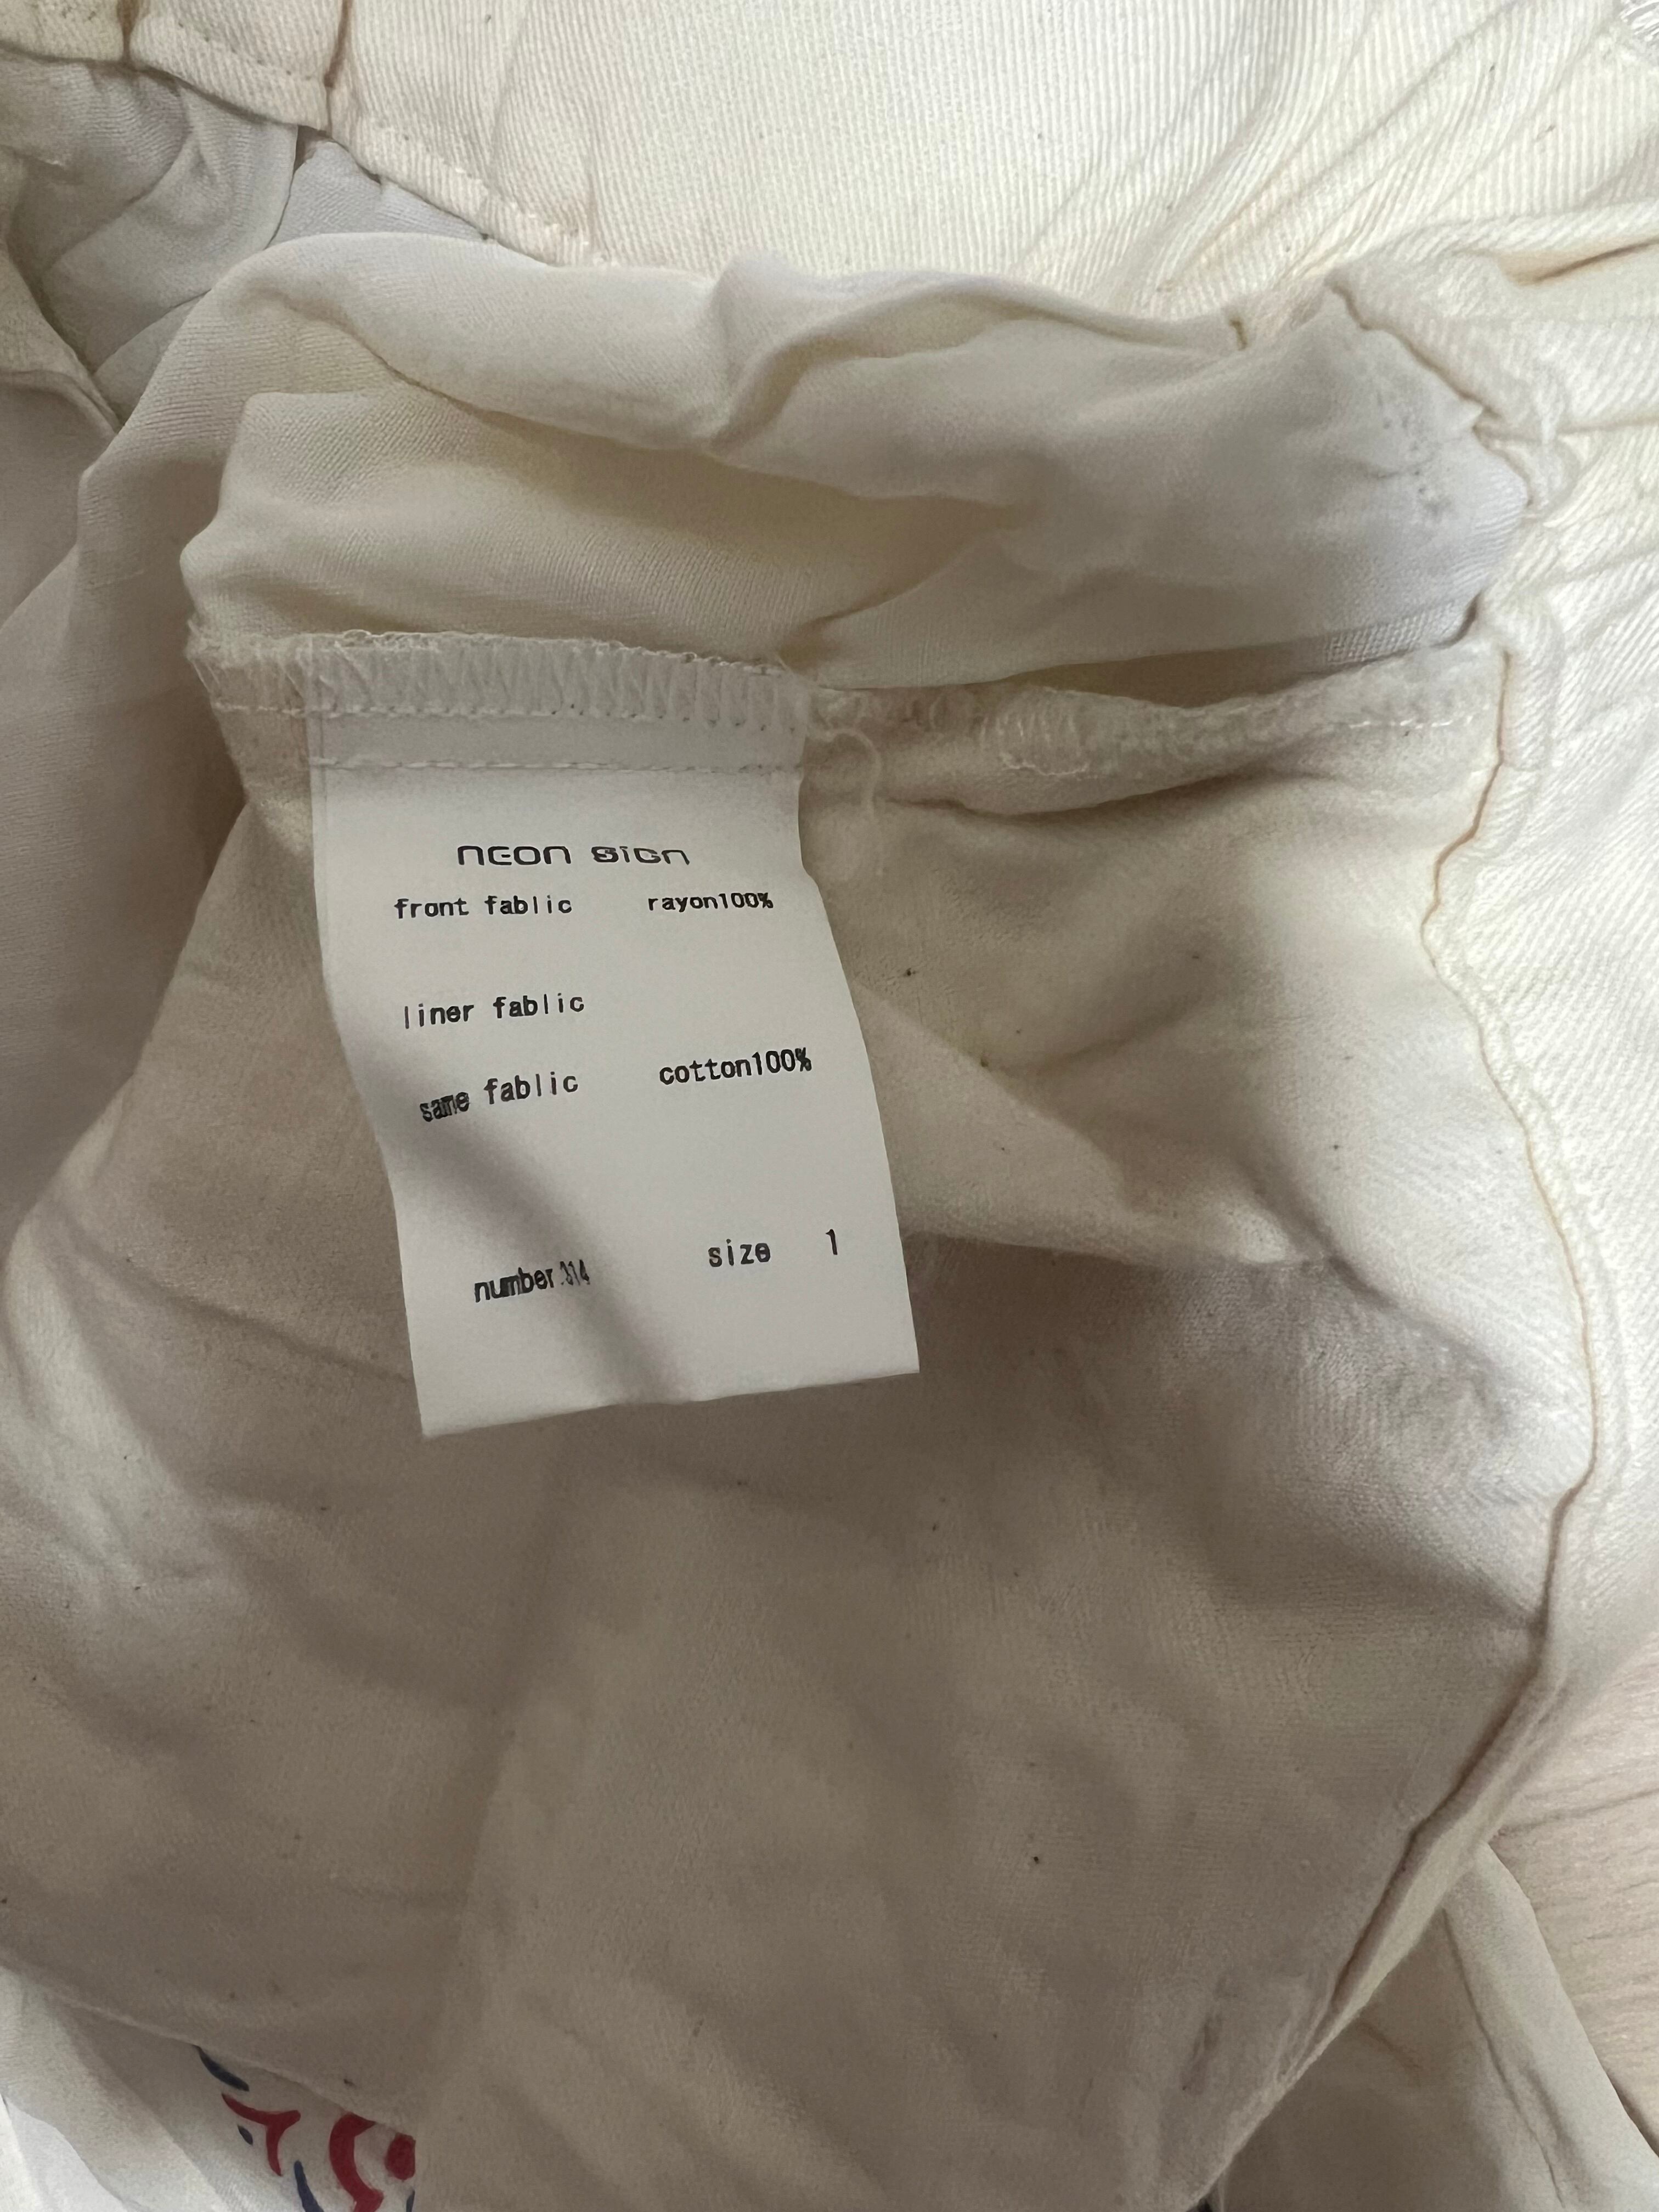 NEON SIGN
front fablic rayon100%
liner fablic
same fablic cotton100%
number.314 size 1